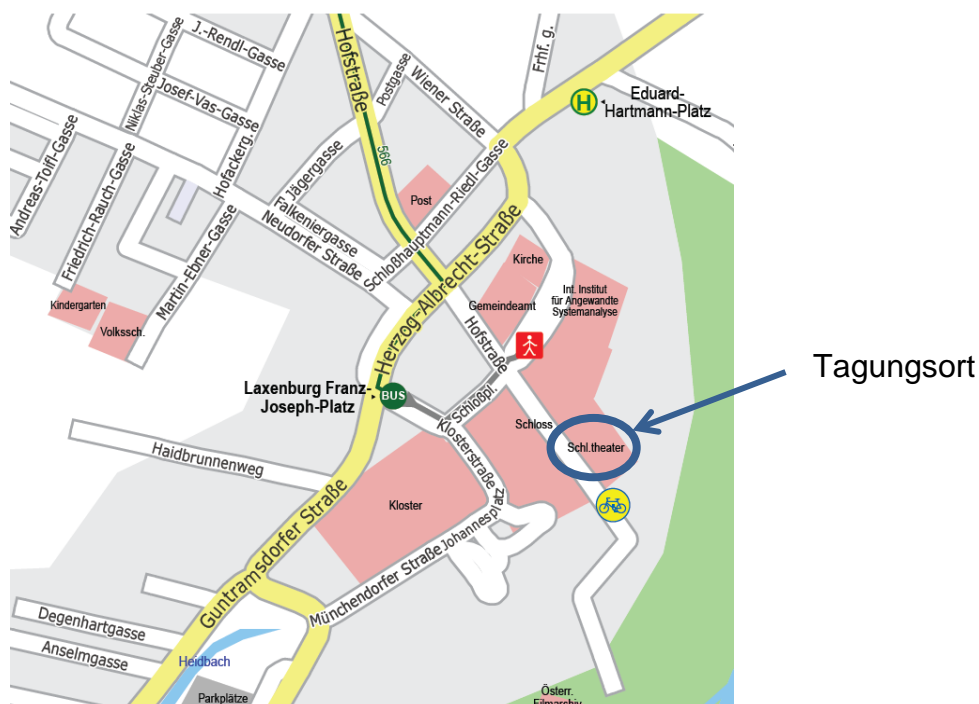 J.-Rendl-Gasse
Niklas-Steuber-Gasse
Josef-Vas-Gasse
Hofackerg.
Andreas-Toifl-Gasse
Friedrich-Rauch-Gasse
Martin-Ebner-Gasse
Hofstraße
566
Postgasse
Wiener Straße
Frhf. g.
H
Eduard-
Hartmann-Platz
Jägergasse
Falkeniergasse
Neudorfer Straße
Post
Schloßhauptmann-Riedl-Gasse
Herzog-Albrecht-Straße
Kirche
Gemeindeamt
Int. Institut
für Angewandte
Systemanalyse
Kindergarten
Volkssch.
Hofstraße
Laxenburg Franz-
Joseph-Platz
BUS
Schloßpl.
Klosterstraße
Schloss
Schl.theater
Tagungsort
Haidbrunnenweg
Kloster
Johannesplatz
Münchendorfer Straße
Guntramsdorfer Straße
Degenhartgasse
Anselmgasse
Heidbach
Parkplätze
Österr.
Filmarchiv